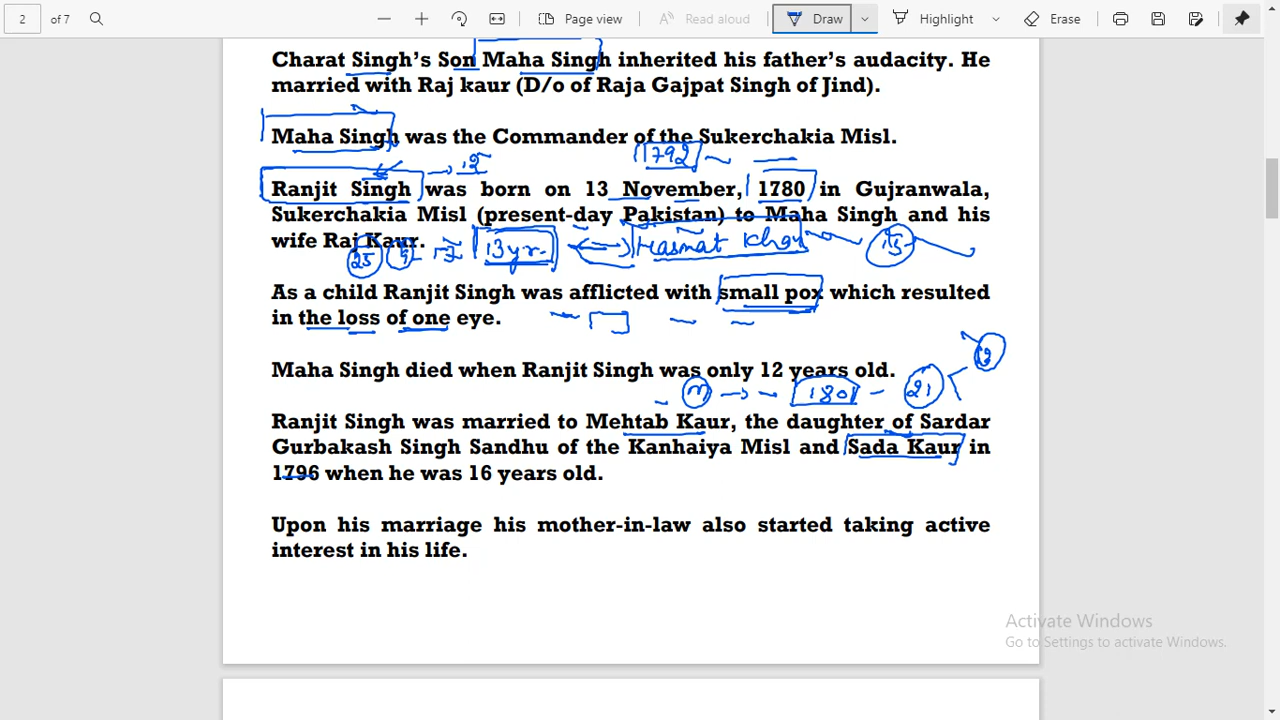 2 of 7 Page view Read aloud Draw Highlight Erase
Charat Singh's Son Maha Singh inherited his father's audacity. He
married with Raj kaur (D/o of Raja Gajpat Singh of Jind).
Maha Singh was the Commander of the Sukerchakia Misl.
12 1792
Ranjit Singh was born on 13 November, 1780 in Gujranwala,
Sukerchakia Misl (present-day Pakistan) to Maha Singh and his
wife Raj Kaur.
25 13yr. Hasmat Khan 15
As a child Ranjit Singh was afflicted with small pox which resulted
in the loss of one eye.
Maha Singh died when Ranjit Singh was only 12 years old.
m 1801 21
Ranjit Singh was married to Mehtab Kaur, the daughter of Sardar
Gurbakash Singh Sandhu of the Kanhaiya Misl and Sada Kaur in
1796 when he was 16 years old.
Upon his marriage his mother-in-law also started taking active
interest in his life.
Activate Windows
Go to Settings to activate Windows.